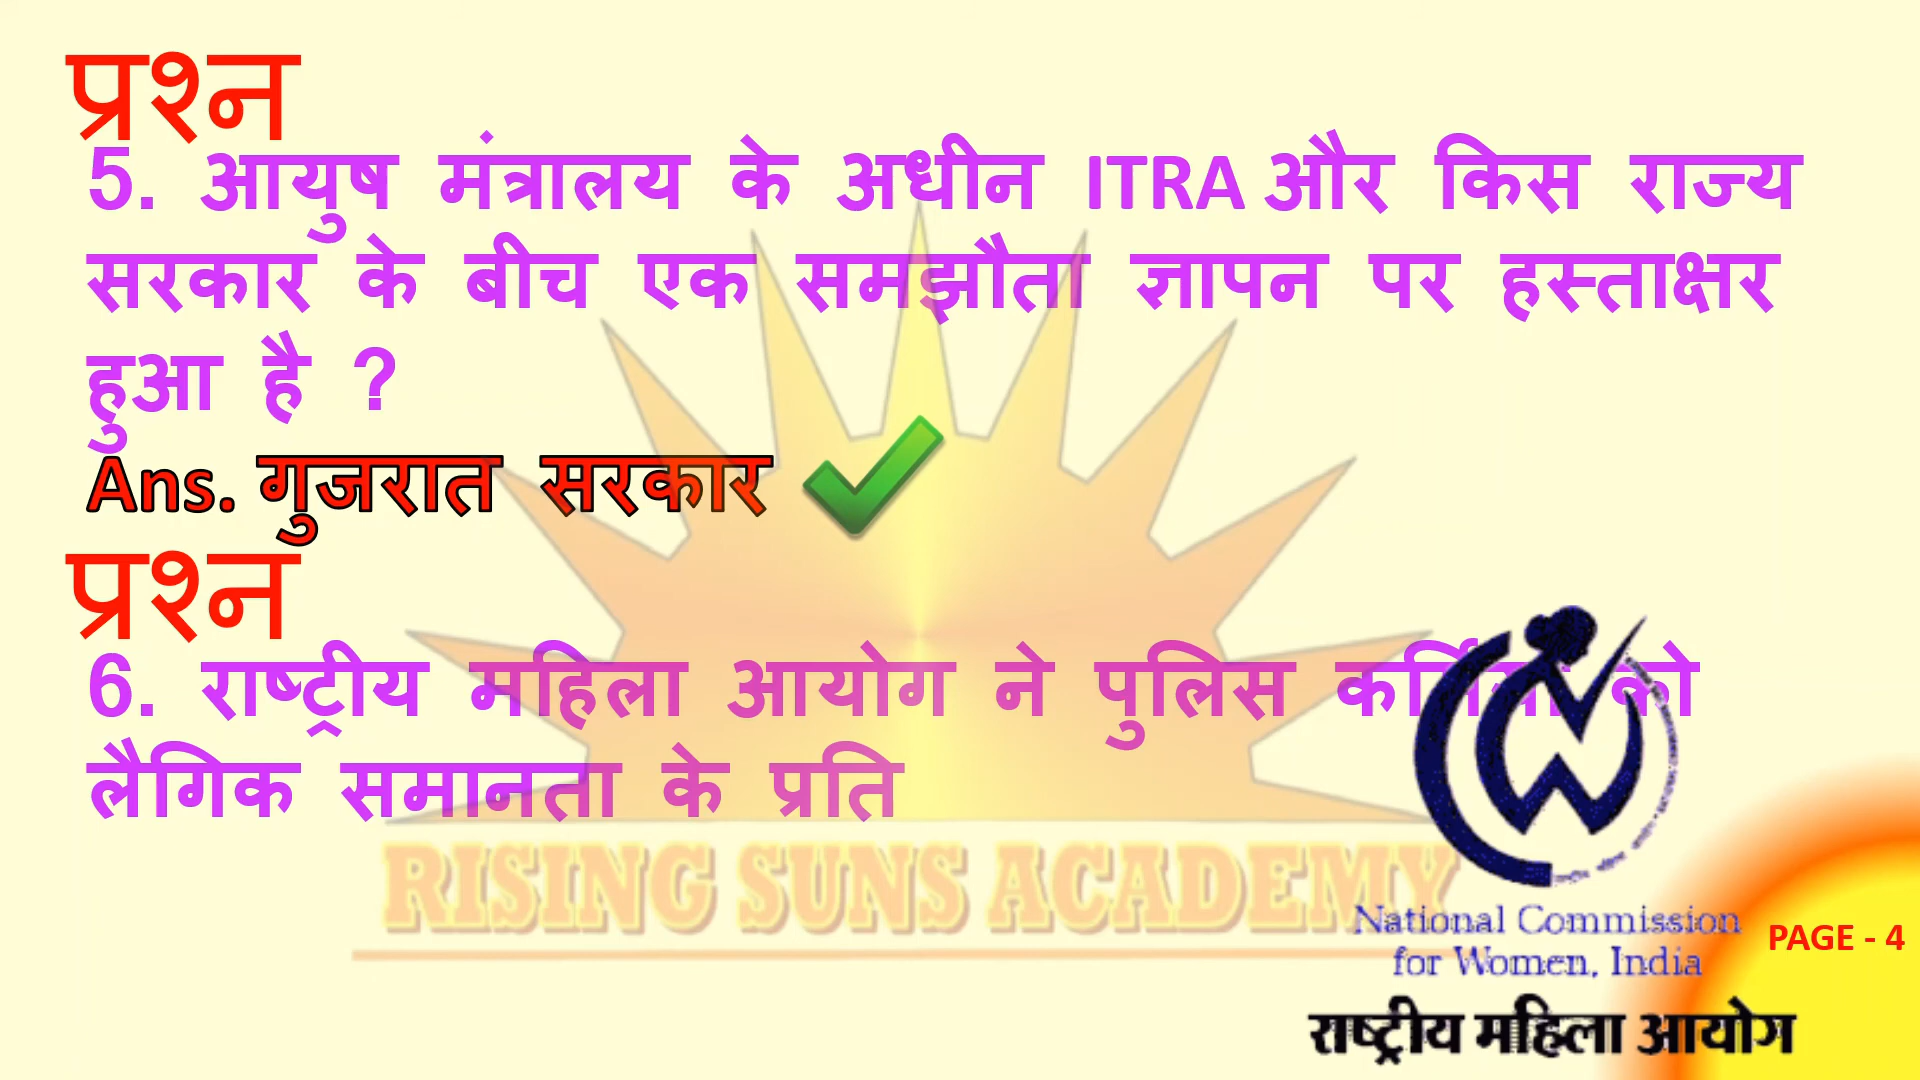 प्रश्न
5. आयुष मंत्रालय के अधीन ITRA और किस राज्य
सरकार के बीच एक समझौता ज्ञापन पर हस्ताक्षर
हुआ है ?
Ans. गुजरात सरकार
प्रश्न
6. राष्ट्रीय महिला आयोग ने पुलिस को
लैगिक समानता के प्रति
RISING SUNS ACADEMY
National Commission
for Women, India
राष्ट्रीय महिला आयोग
PAGE - 4